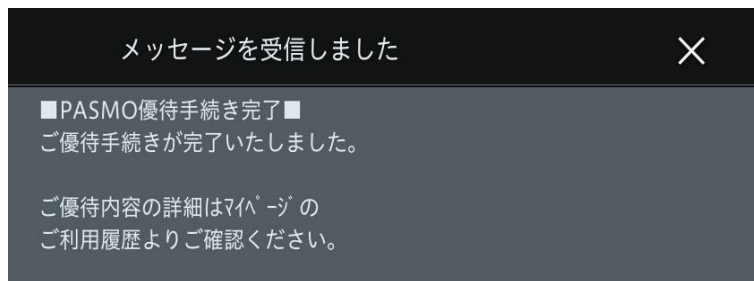 メッセージを受信しました
■PASMO優待手続き完了■
ご優待手続きが完了いたしました。
ご優待内容の詳細はﾏｲﾍﾟｰｼﾞの
ご利用履歴よりご確認ください。